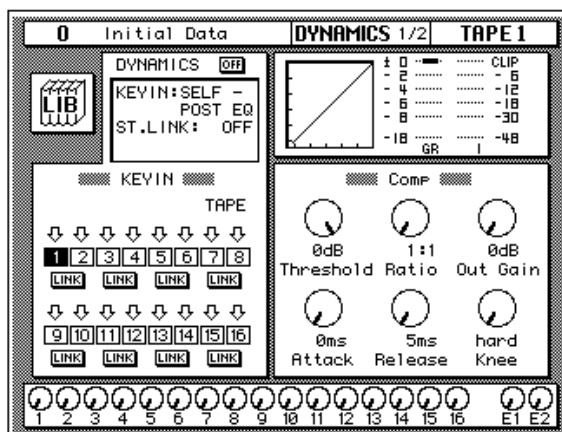 0 Initial Data DYNAMICS 1/2 TAPE 1
LIB
DYNAMICS OFF
KEYIN:SELF -
POST EQ
ST.LINK: OFF
± 0 CLIP
- 2 - 6
- 4 -12
- 6 -18
- 8 -30
-18 -48
GR I
KEYIN
TAPE
1 2 3 4 5 6 7 8
LINK LINK LINK LINK
9 10 11 12 13 14 15 16
LINK LINK LINK LINK
Comp
0dB 1:1 0dB
Threshold Ratio Out Gain
0ms 5ms hard
Attack Release Knee
1 2 3 4 5 6 7 8 9 10 11 12 13 14 15 16 E1 E2